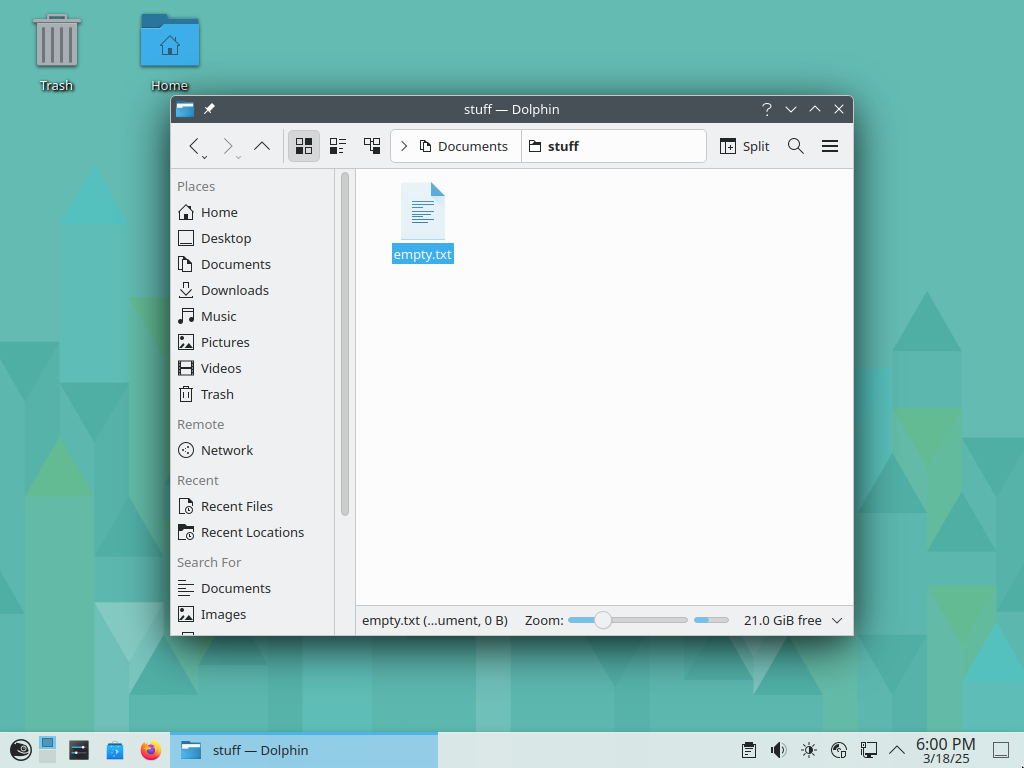 Trash
Home
stuff — Dolphin
Documents
stuff
Split
Places
Home
Desktop
Documents
Downloads
Music
Pictures
Videos
Trash
Remote
Network
Recent
Recent Files
Recent Locations
Search For
Documents
Images
empty.txt
empty.txt (...ument, 0 B)
Zoom:
21.0 GiB free
stuff — Dolphin
6:00 PM
3/18/25